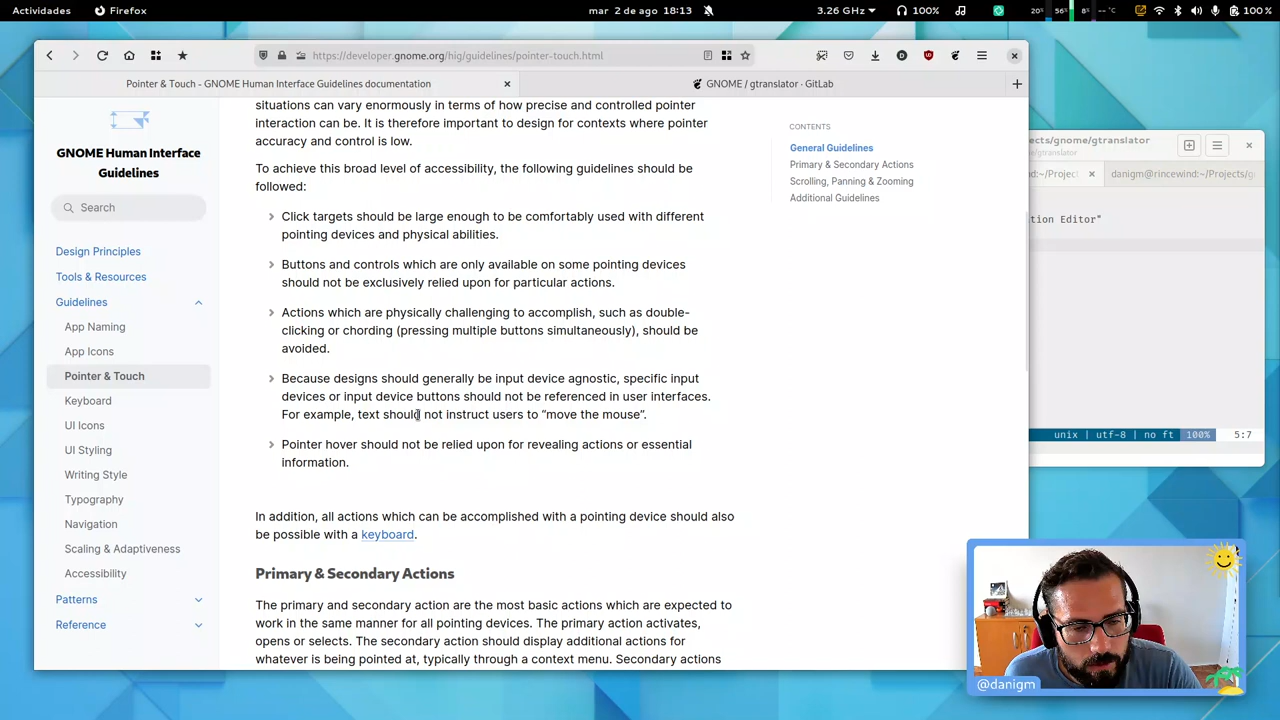 Actividades
Firefox
mar 2 de ago 18:13
3.26 GHz
100%
20%
56%
8%
-- °C
100 %
https://developer.gnome.org/hig/guidelines/pointer-touch.html
Pointer & Touch - GNOME Human Interface Guidelines documentation
GNOME / gtranslator · GitLab
GNOME Human Interface
Guidelines
Search
Design Principles
Tools & Resources
Guidelines
App Naming
App Icons
Pointer & Touch
Keyboard
UI Icons
UI Styling
Writing Style
Typography
Navigation
Scaling & Adaptiveness
Accessibility
Patterns
Reference
situations can vary enormously in terms of how precise and controlled pointer
interaction can be. It is therefore important to design for contexts where pointer
accuracy and control is low.
To achieve this broad level of accessibility, the following guidelines should be
followed:
Click targets should be large enough to be comfortably used with different
pointing devices and physical abilities.
Buttons and controls which are only available on some pointing devices
should not be exclusively relied upon for particular actions.
Actions which are physically challenging to accomplish, such as double-
clicking or chording (pressing multiple buttons simultaneously), should be
avoided.
Because designs should generally be input device agnostic, specific input
devices or input device buttons should not be referenced in user interfaces.
For example, text should not instruct users to “move the mouse”.
Pointer hover should not be relied upon for revealing actions or essential
information.
In addition, all actions which can be accomplished with a pointing device should also
be possible with a keyboard.
Primary & Secondary Actions
The primary and secondary action are the most basic actions which are expected to
work in the same manner for all pointing devices. The primary action activates,
opens or selects. The secondary action should display additional actions for
whatever is being pointed at, typically through a context menu. Secondary actions
CONTENTS
General Guidelines
Primary & Secondary Actions
Scrolling, Panning & Zooming
Additional Guidelines
ects/gnome/gtranslator
/gtranslator
nd:~/Project
danigm@rincewind:~/Projects/g
tion Editor"
unix | utf-8 | no ft 100% 5:7
@danigm